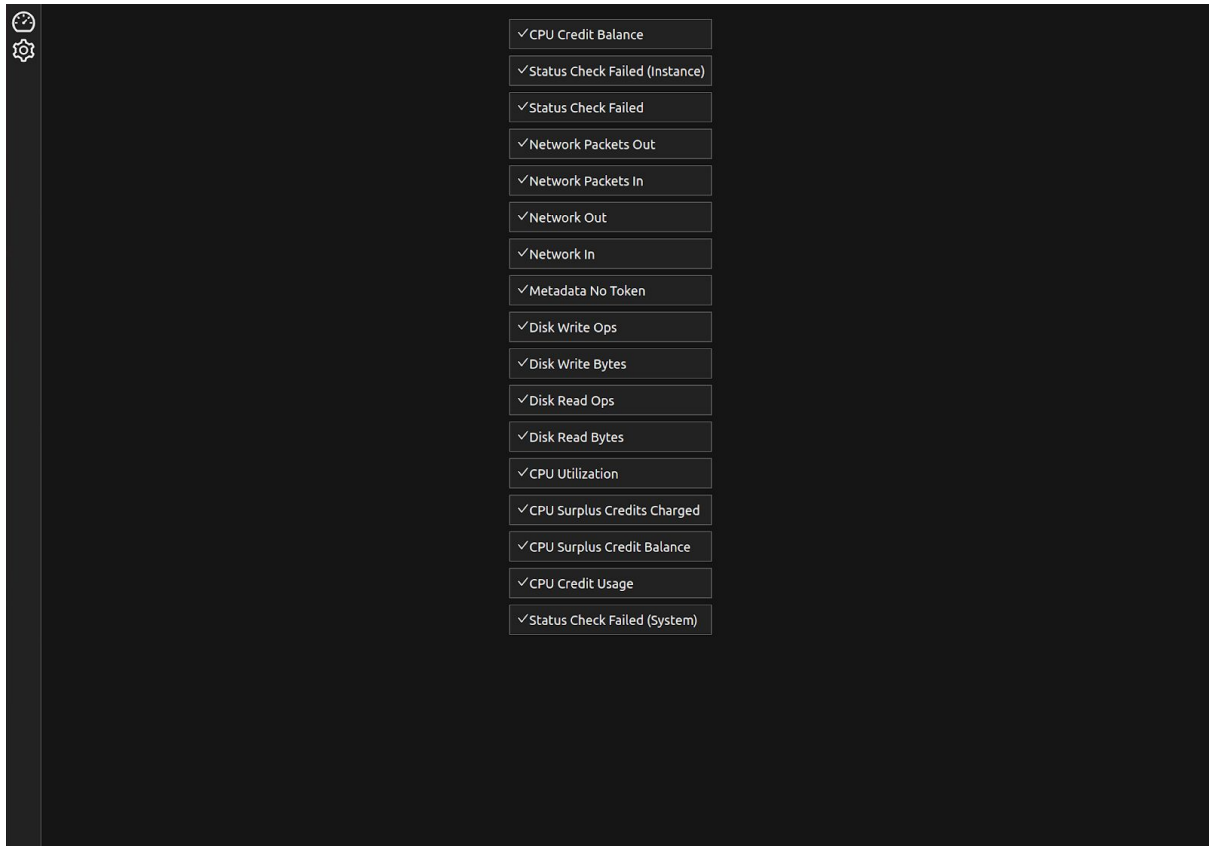 CPU Credit Balance
Status Check Failed (Instance)
Status Check Failed
Network Packets Out
Network Packets In
Network Out
Network In
Metadata No Token
Disk Write Ops
Disk Write Bytes
Disk Read Ops
Disk Read Bytes
CPU Utilization
CPU Surplus Credits Charged
CPU Surplus Credit Balance
CPU Credit Usage
Status Check Failed (System)